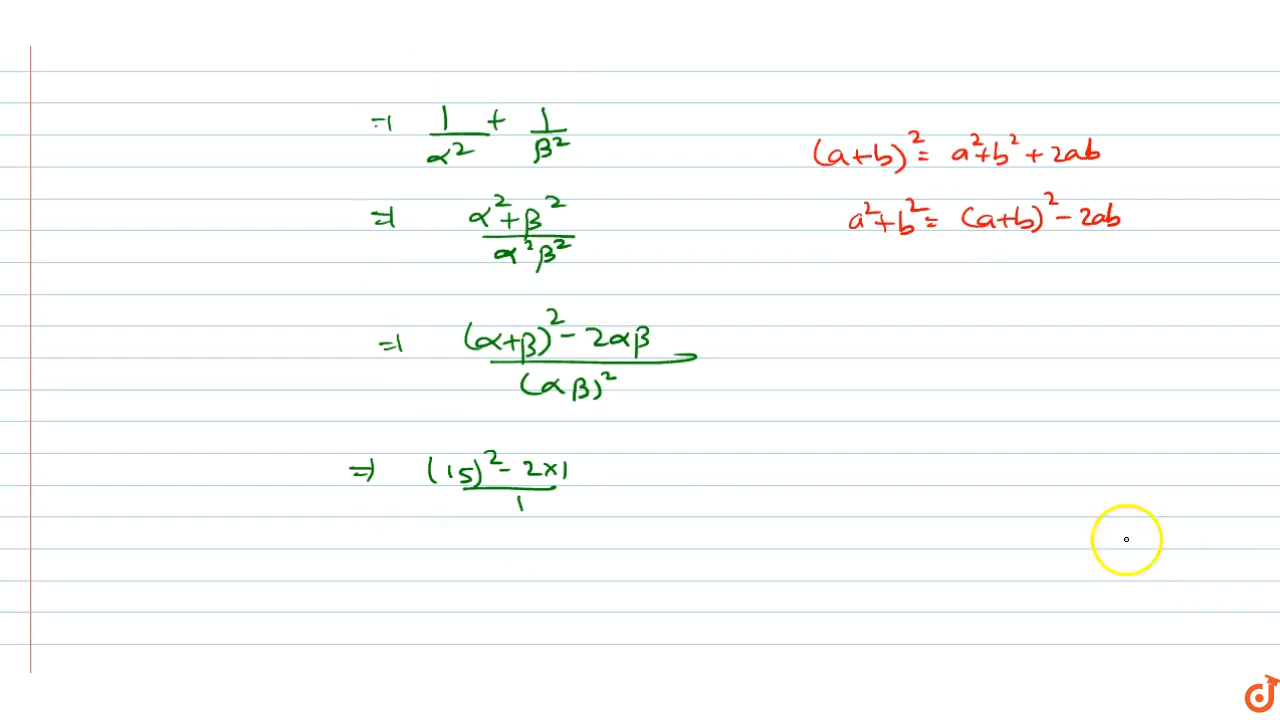 ⇒ 1/α² + 1/β²
⇒ α²+β²/α²β²
⇒ (α+β)² - 2αβ/(αβ)²
⇒ (15)² - 2×1/1
(a+b)² = a²+b²+2ab
a²+b² = (a+b)² - 2ab